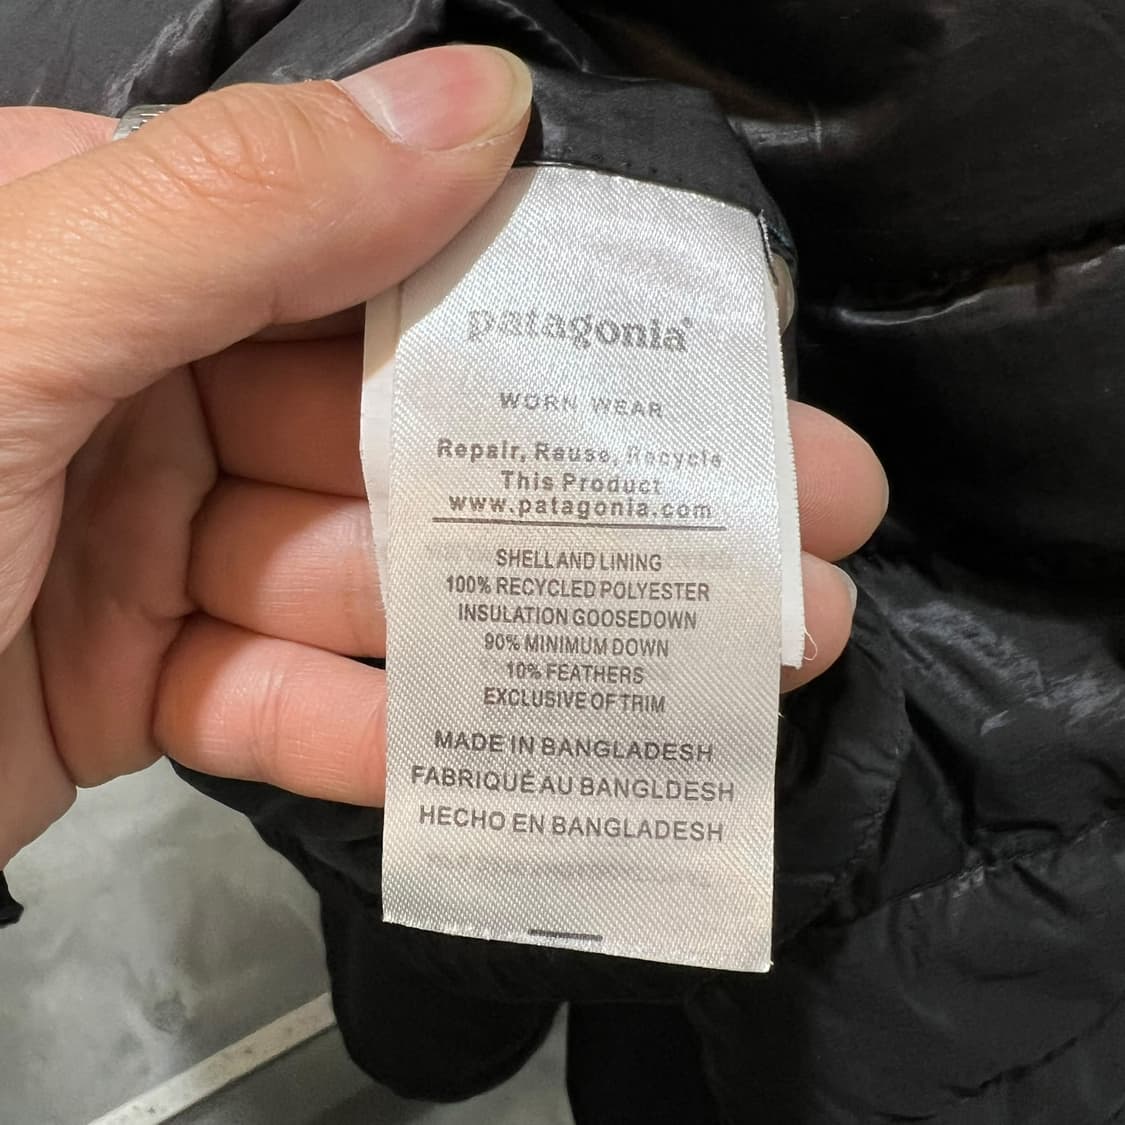 patagonia®
WORN WEAR
Repair, Reuse, Recycle
This Product
www.patagonia.com
SHELLAND LINING
100% RECYCLED POLYESTER
INSULATION GOOSEDOWN
90% MINIMUM DOWN
10% FEATHERS
EXCLUSIVE OF TRIM
MADE IN BANGLADESH
FABRIQUÉ AU BANGLDESH
HECHO EN BANGLADESH